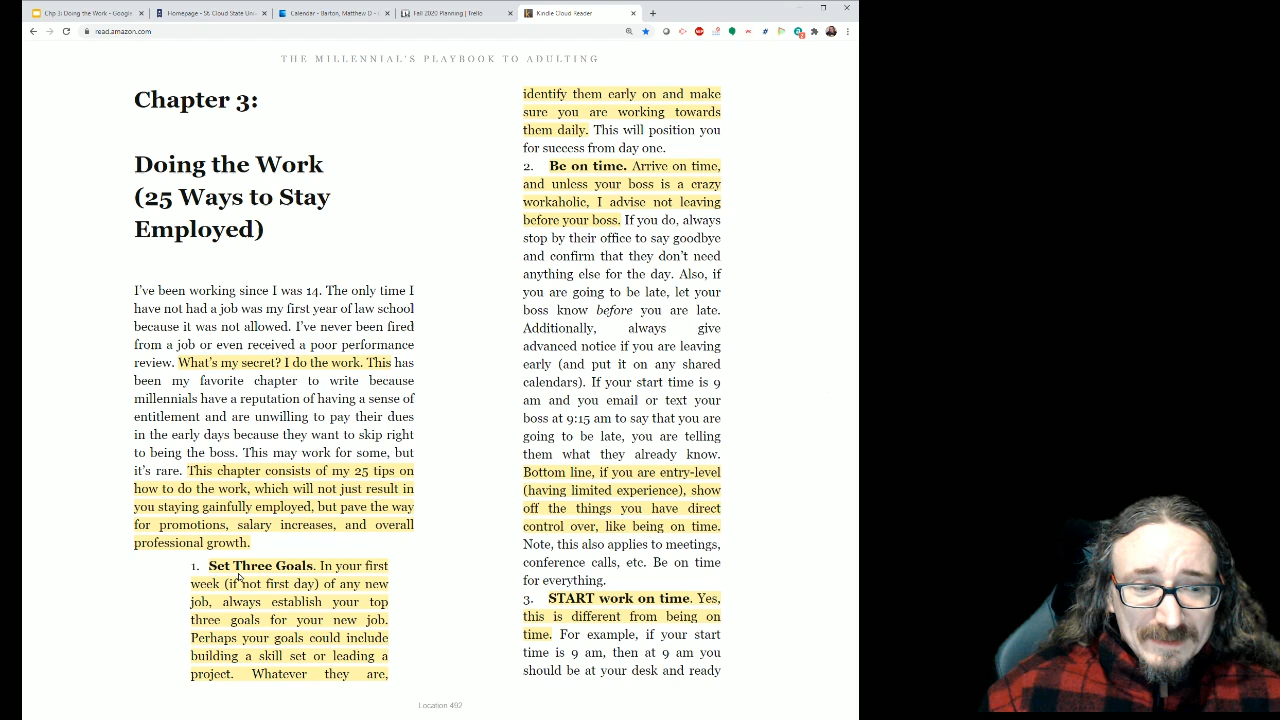 Chp 3: Doing the Work - Google
Homepage - St. Cloud State Uni
Calendar - Barton, Matthew D -
Fall 2020 Planning | Trello
Kindle Cloud Reader
read.amazon.com
THE MILLENNIAL'S PLAYBOOK TO ADULTING
Chapter 3:
Doing the Work
(25 Ways to Stay
Employed)
I've been working since I was 14. The only time I
have not had a job was my first year of law school
because it was not allowed. I've never been fired
from a job or even received a poor performance
review. What's my secret? I do the work. This has
been my favorite chapter to write because
millennials have a reputation of having a sense of
entitlement and are unwilling to pay their dues
in the early days because they want to skip right
to being the boss. This may work for some, but
it's rare. This chapter consists of my 25 tips on
how to do the work, which will not just result in
you staying gainfully employed, but pave the way
for promotions, salary increases, and overall
professional growth.
1. Set Three Goals. In your first
week (if not first day) of any new
job, always establish your top
three goals for your new job.
Perhaps your goals could include
building a skill set or leading a
project. Whatever they are,
identify them early on and make
sure you are working towards
them daily. This will position you
for success from day one.
2. Be on time. Arrive on time,
and unless your boss is a crazy
workaholic, I advise not leaving
before your boss. If you do, always
stop by their office to say goodbye
and confirm that they don't need
anything else for the day. Also, if
you are going to be late, let your
boss know before you are late.
Additionally, always give
advanced notice if you are leaving
early (and put it on any shared
calendars). If your start time is 9
am and you email or text your
boss at 9:15 am to say that you are
going to be late, you are telling
them what they already know.
Bottom line, if you are entry-level
(having limited experience), show
off the things you have direct
control over, like being on time.
Note, this also applies to meetings,
conference calls, etc. Be on time
for everything.
3. START work on time. Yes,
this is different from being on
time. For example, if your start
time is 9 am, then at 9 am you
should be at your desk and ready
Location 492